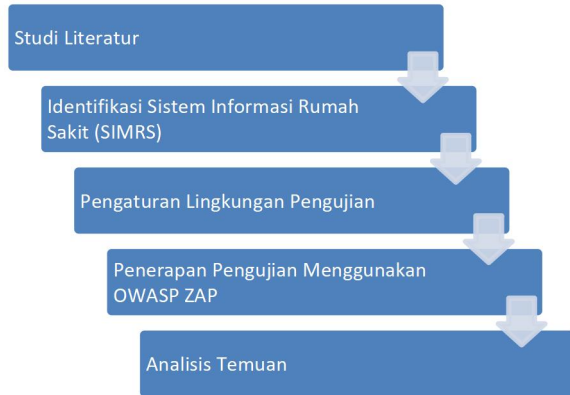 Studi Literatur
Identifikasi Sistem Informasi Rumah
Sakit (SIMRS)
Pengaturan Lingkungan Pengujian
Penerapan Pengujian Menggunakan
OWASP ZAP
Analisis Temuan